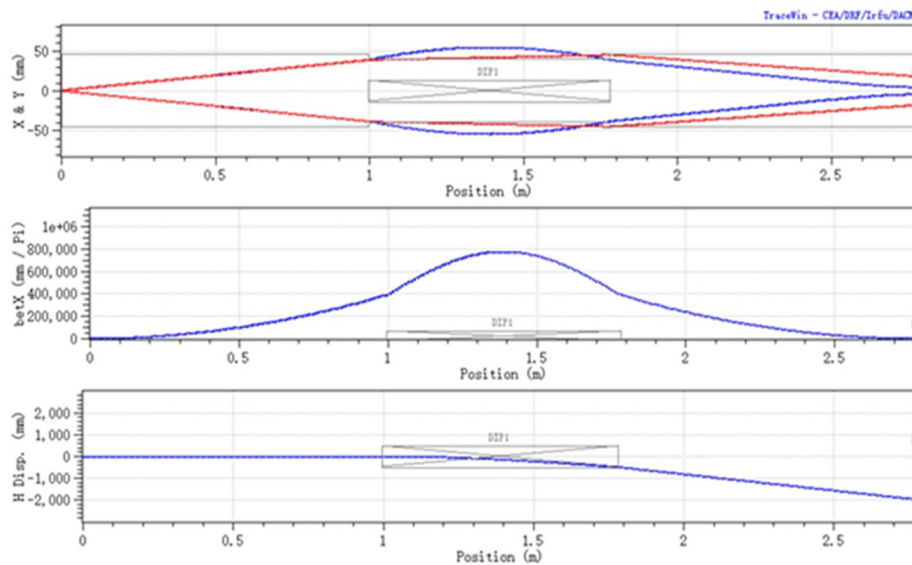 TraceWin - CEA/DRF/Irfu/DACM
X & Y (mm)
50
0
-50
DIP1
0 0.5 1 1.5 2 2.5
Position (m)
betX (mm / Pi)
1e+06
800,000
600,000
400,000
200,000
0
DIP1
0 0.5 1 1.5 2 2.5
Position (m)
H Disp. (mm)
2,000
1,000
0
-1,000
-2,000
DIP1
0 0.5 1 1.5 2 2.5
Position (m)